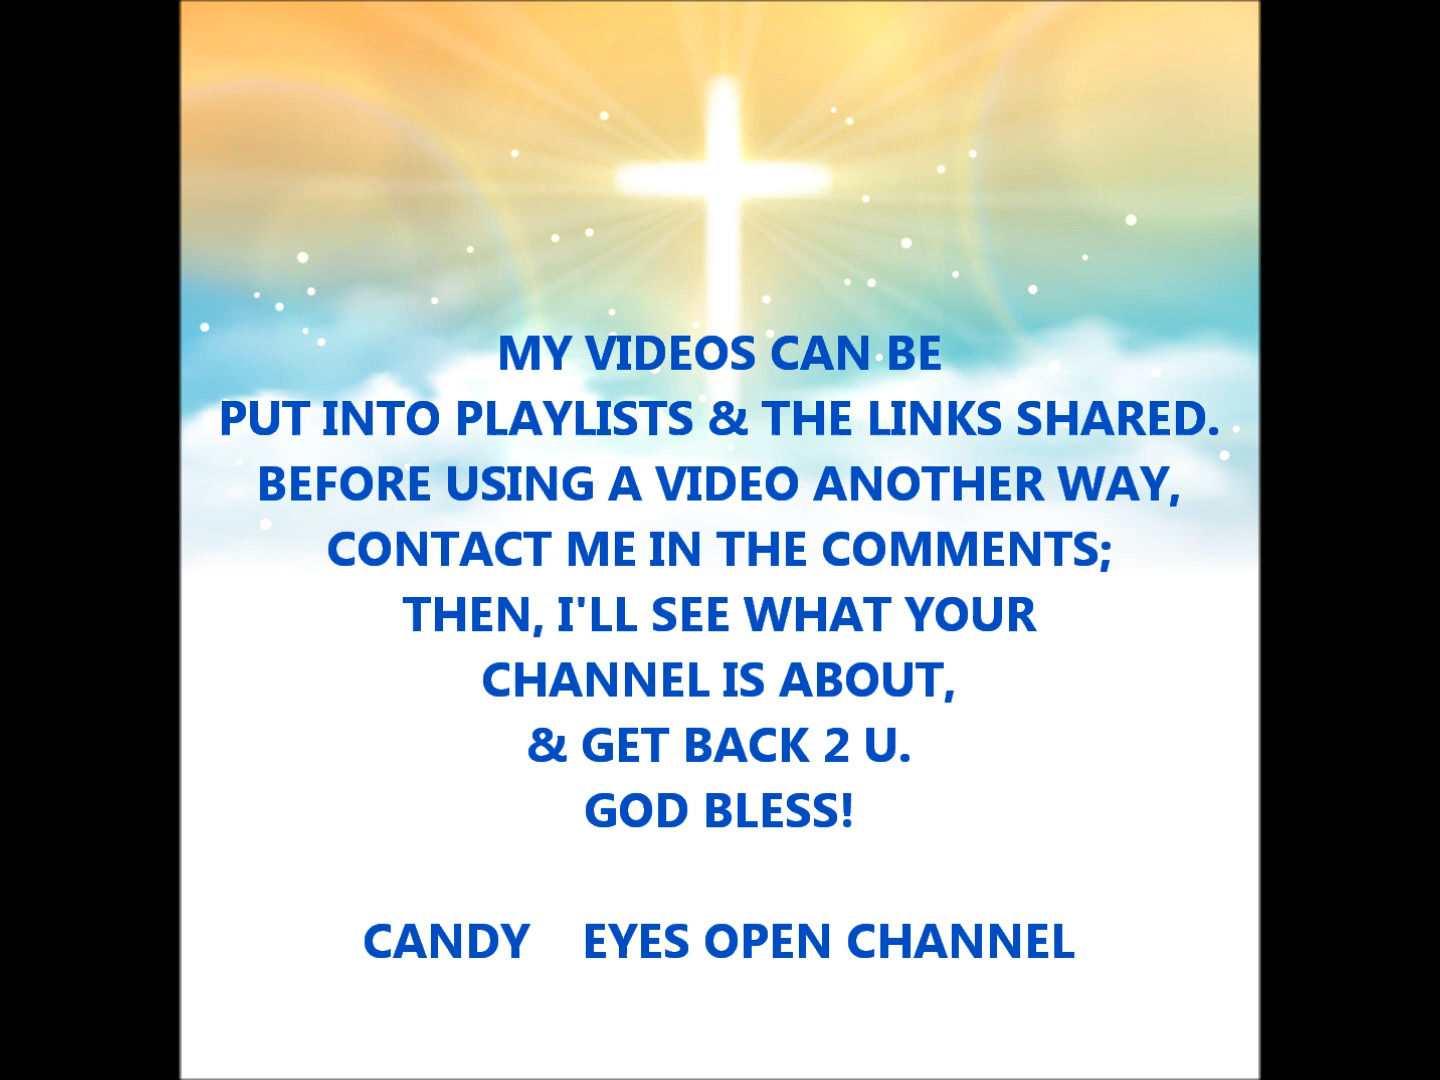 MY VIDEOS CAN BE
PUT INTO PLAYLISTS & THE LINKS SHARED.
BEFORE USING A VIDEO ANOTHER WAY,
CONTACT ME IN THE COMMENTS;
THEN, I'LL SEE WHAT YOUR
CHANNEL IS ABOUT,
& GET BACK 2 U.
GOD BLESS!
CANDY EYES OPEN CHANNEL